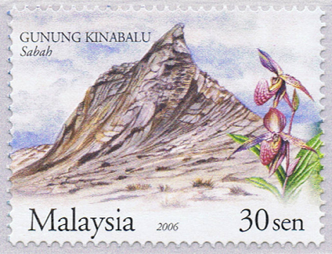 GUNUNG KINABALU
Sabah
Malaysia
2006
30 sen